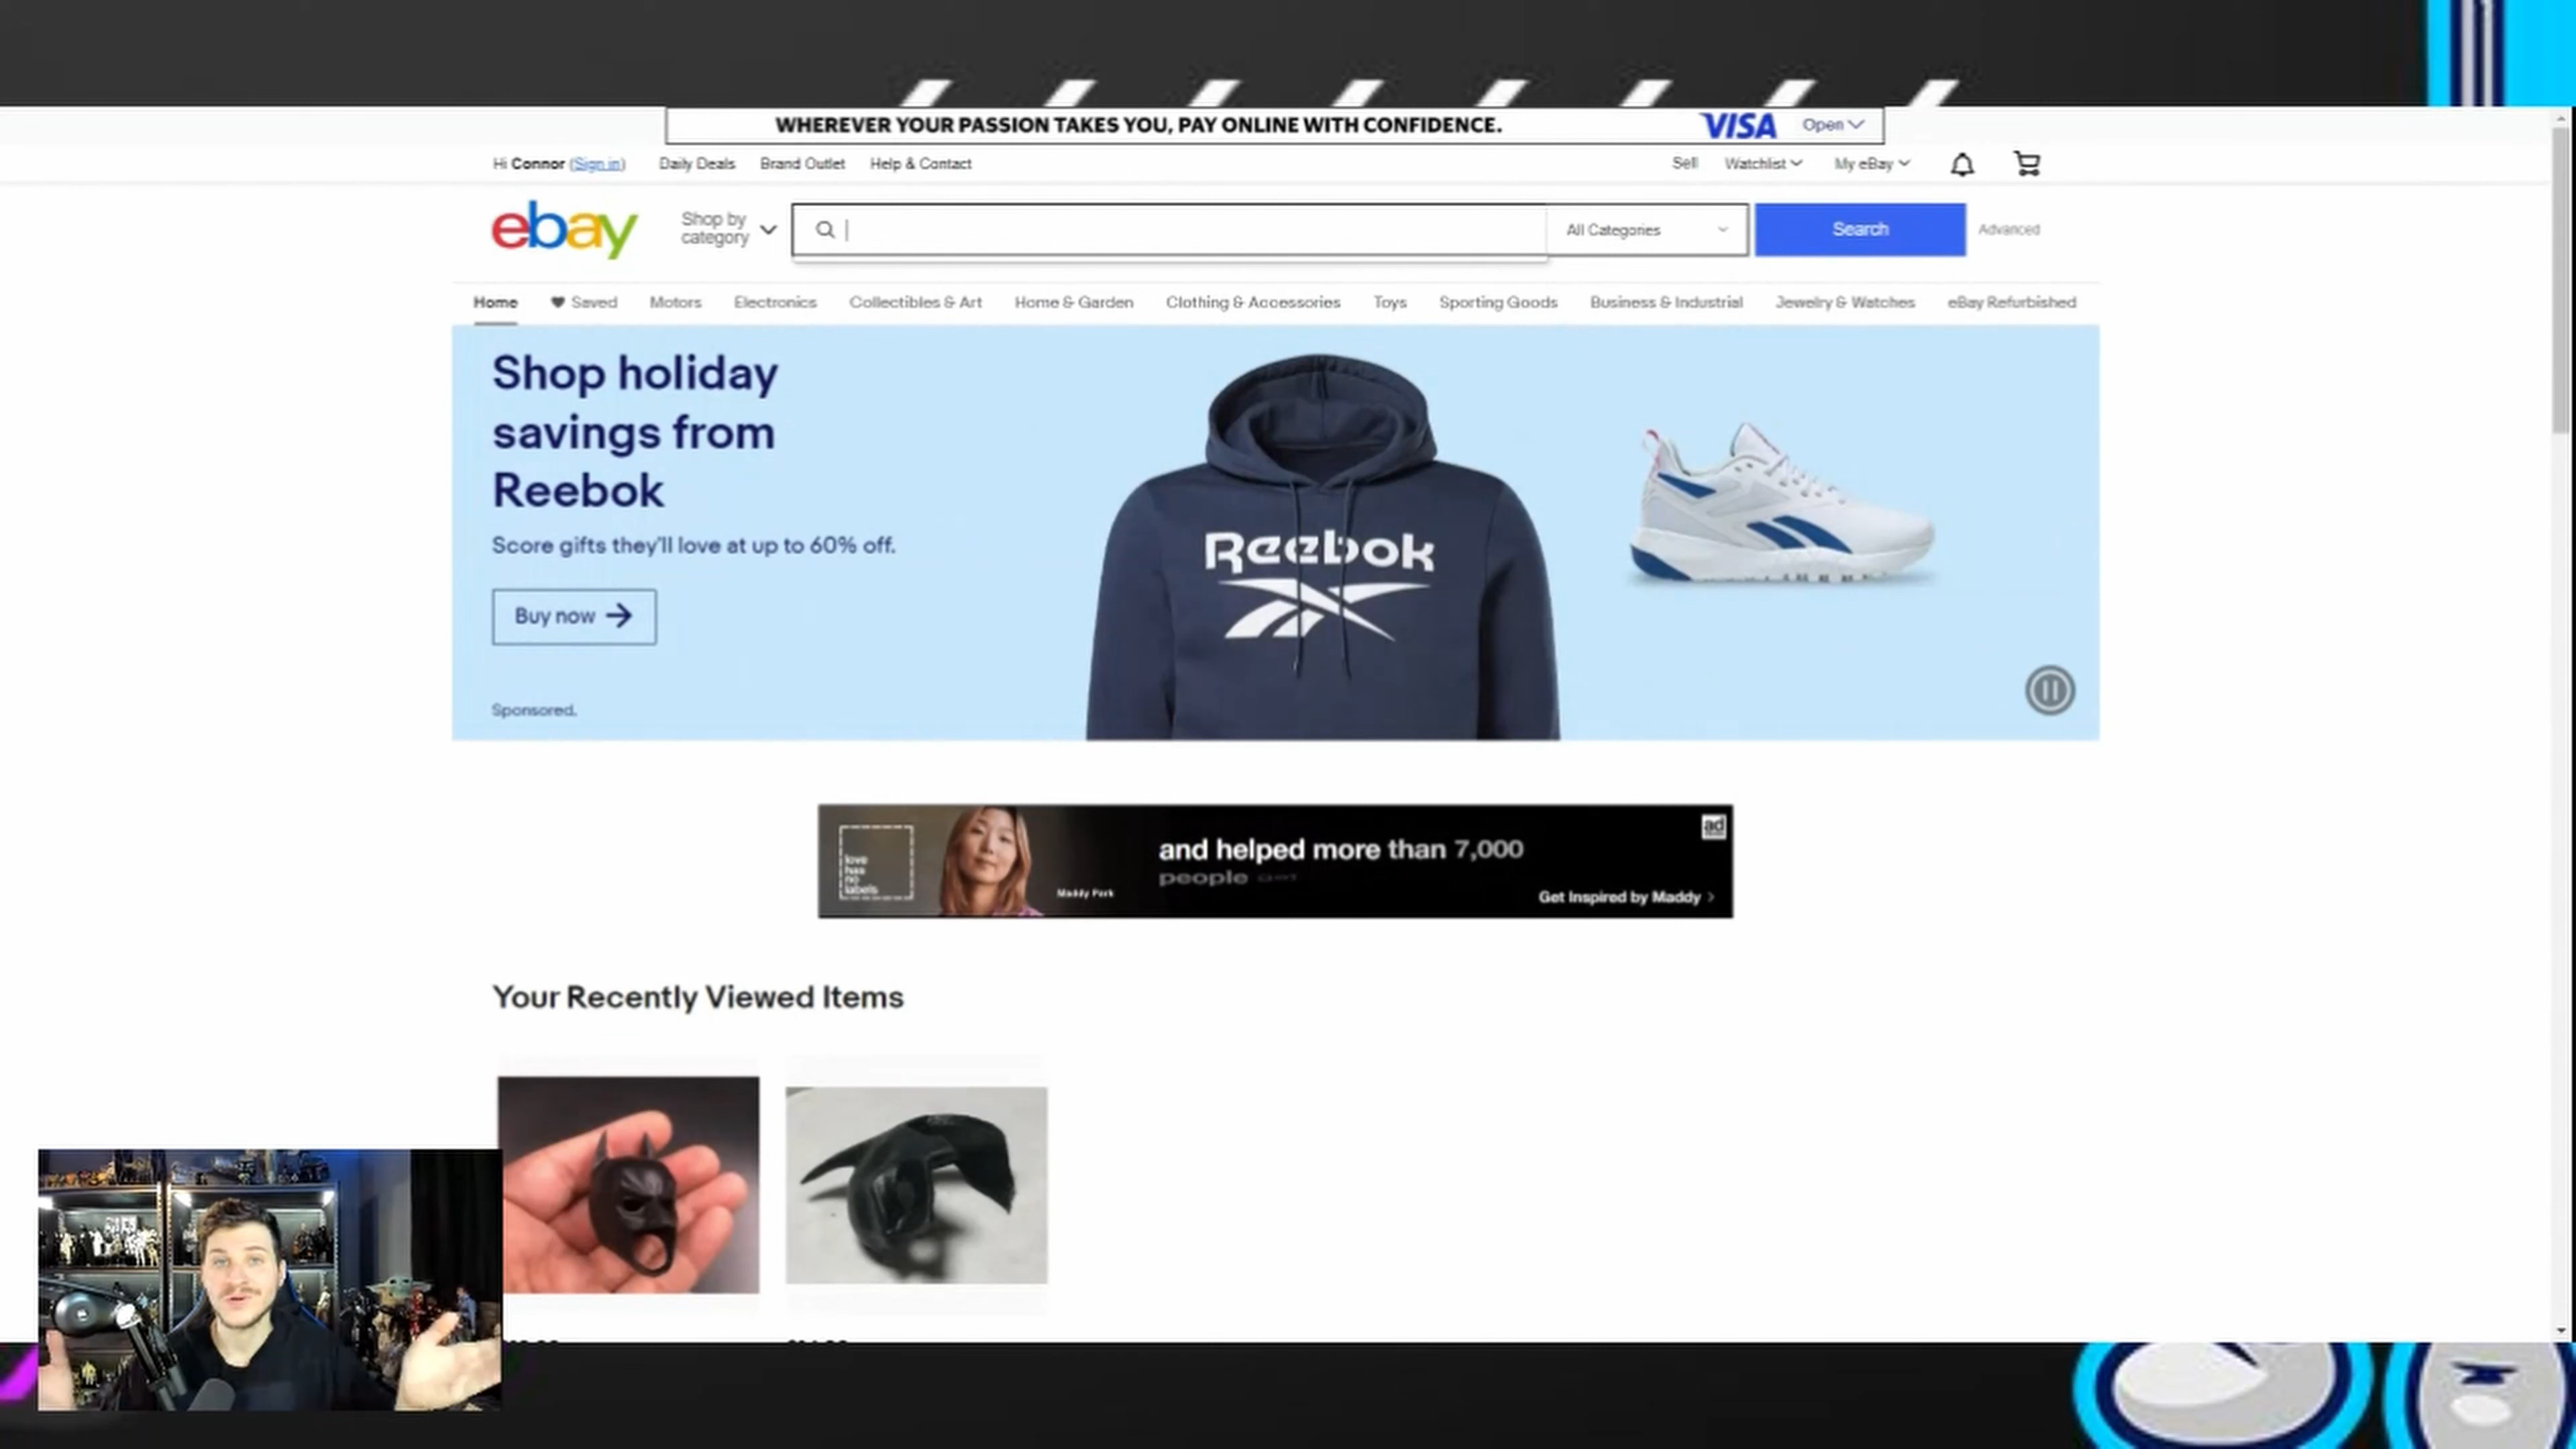 WHEREVER YOUR PASSION TAKES YOU, PAY ONLINE WITH CONFIDENCE. VISA Open
Hi Connor (Sign in) Daily Deals Brand Outlet Help & Contact Sell Watchlist My eBay
ebay Shop by category All Categories Search Advanced
Home Saved Motors Electronics Collectibles & Art Home & Garden Clothing & Accessories Toys Sporting Goods Business & Industrial Jewelry & Watches eBay Refurbished
Shop holiday
savings from
Reebok
Score gifts they'll love at up to 60% off.
Buy now
Sponsored.
Reebok
love
has
no
labels
Maddy Park
and helped more than 7,000
people
ad
Get Inspired by Maddy
Your Recently Viewed Items